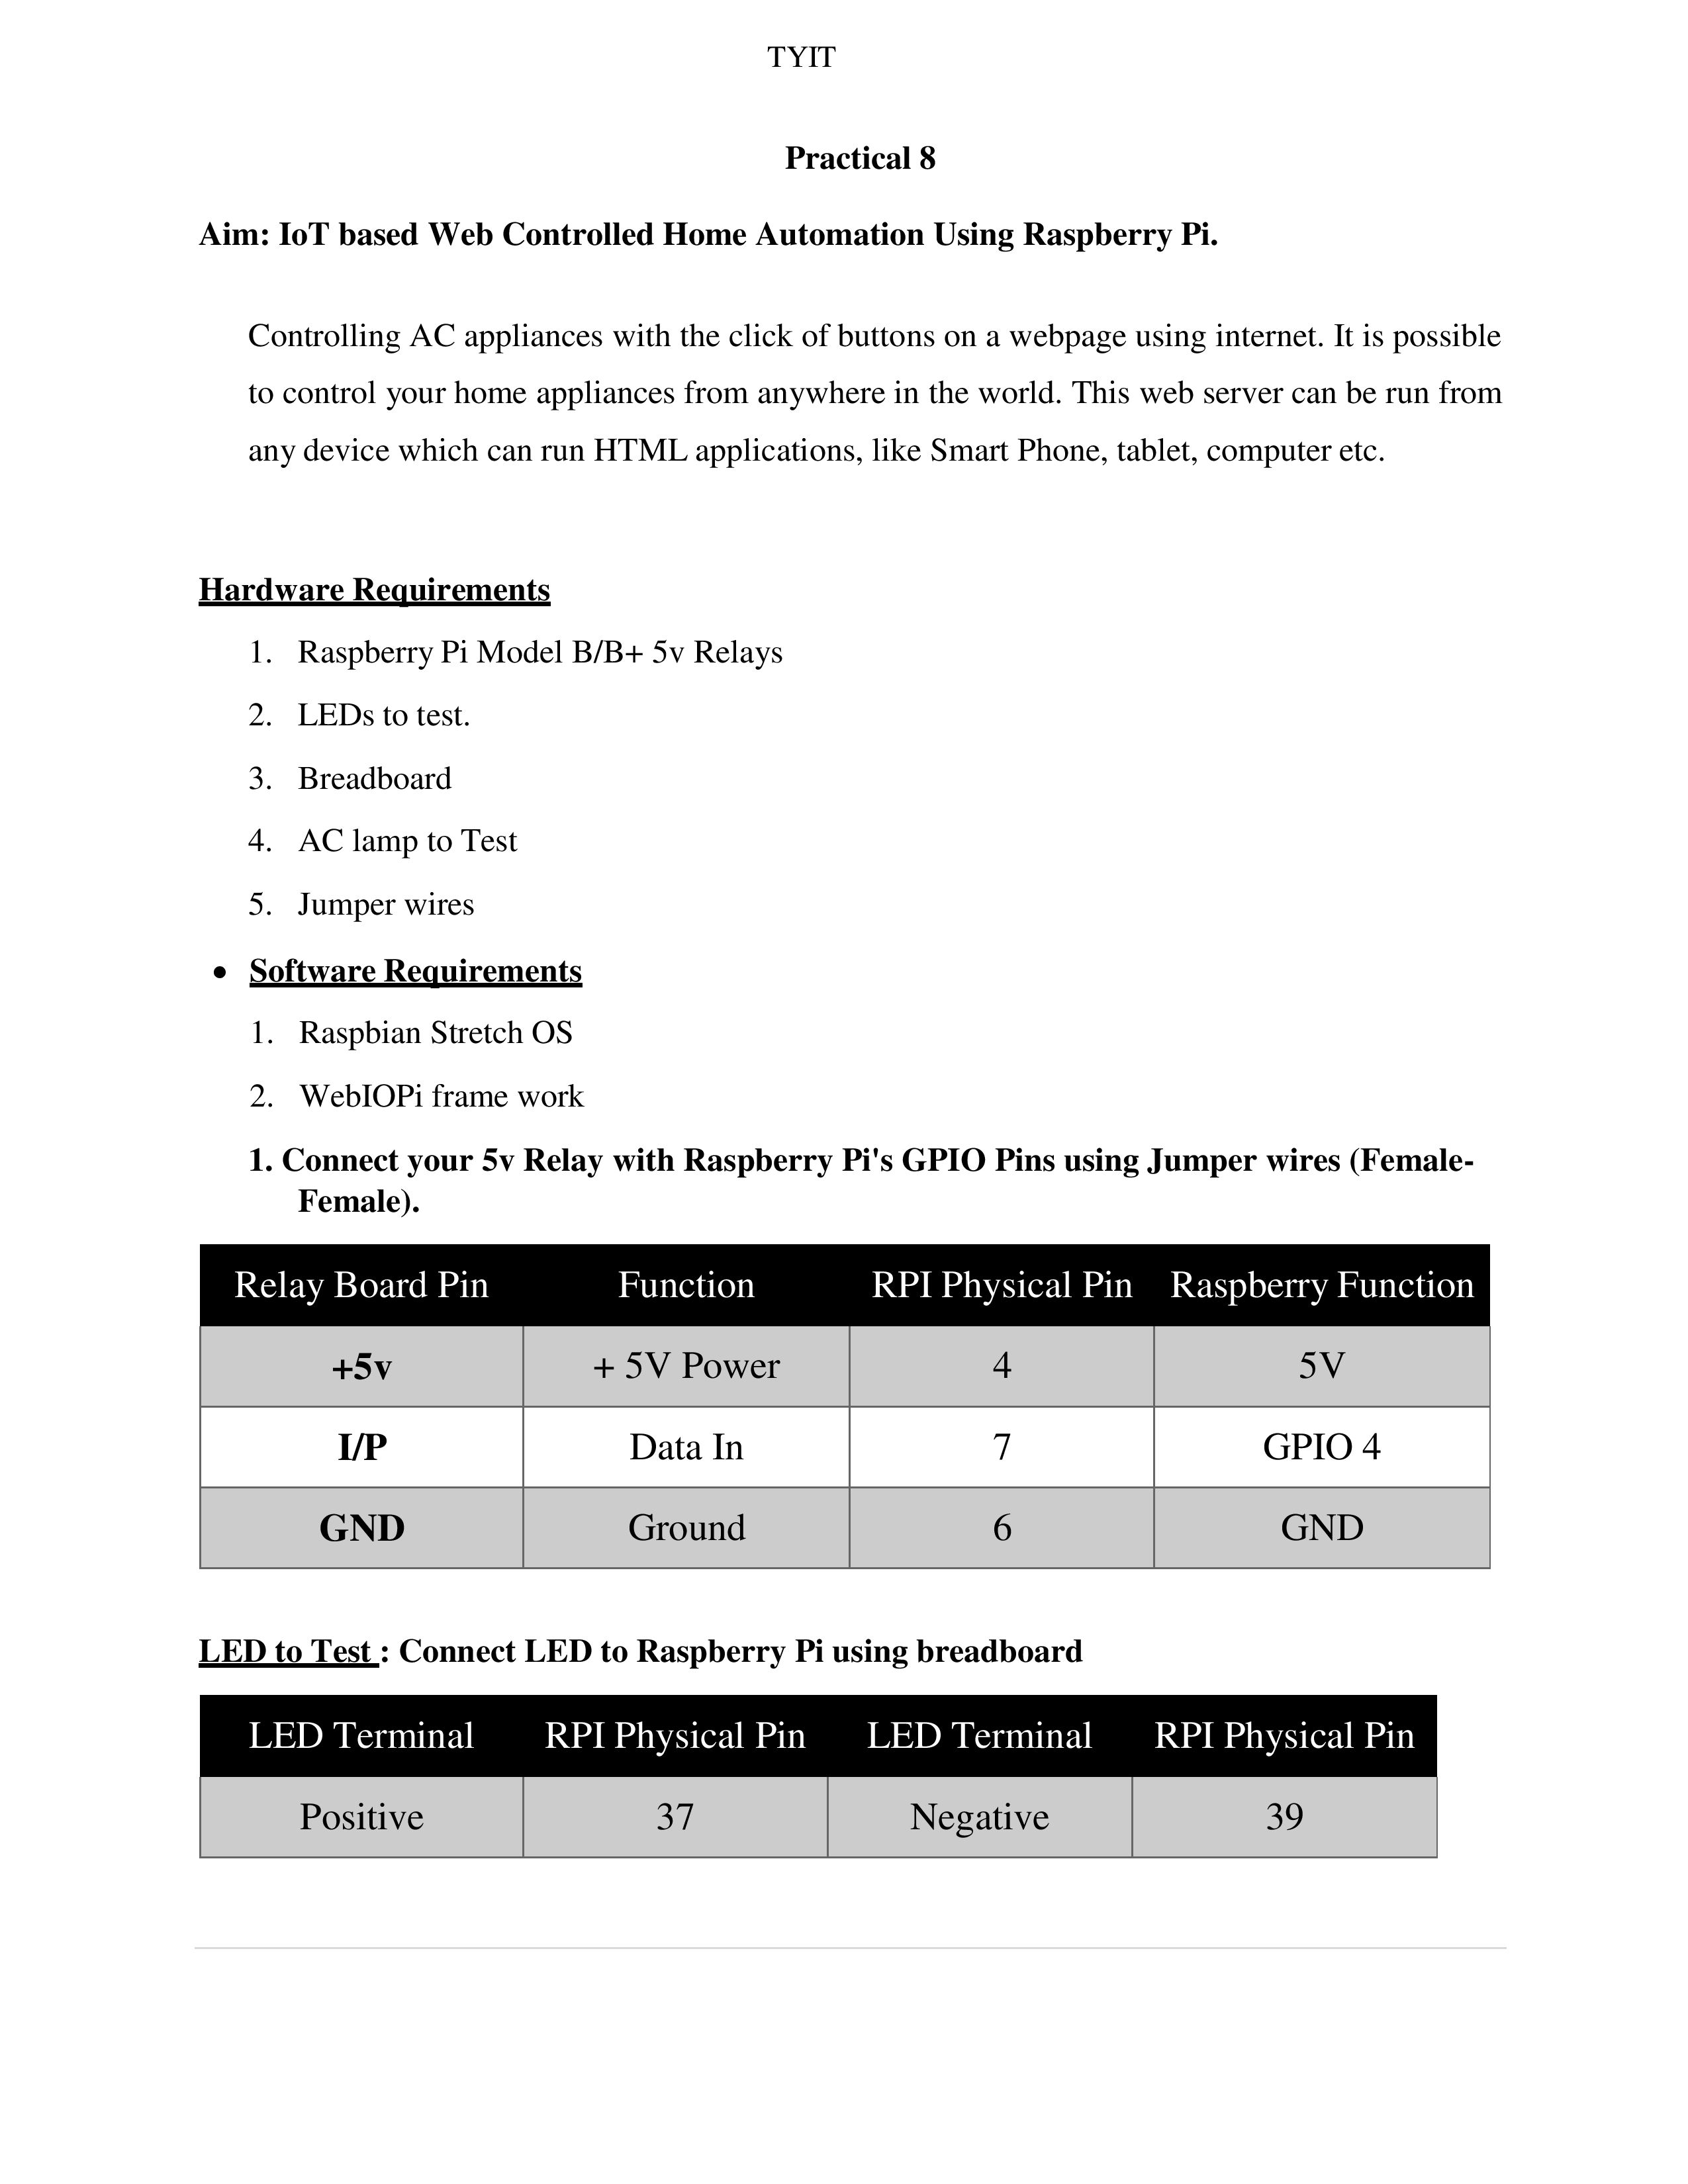 TYIT
Practical 8
Aim: IoT based Web Controlled Home Automation Using Raspberry Pi.
Controlling AC appliances with the click of buttons on a webpage using internet. It is possible
to control your home appliances from anywhere in the world. This web server can be run from
any device which can run HTML applications, like Smart Phone, tablet, computer etc.
Hardware Requirements
1. Raspberry Pi Model B/B+ 5v Relays
2. LEDs to test.
3. Breadboard
4. AC lamp to Test
5. Jumper wires
• Software Requirements
1. Raspbian Stretch OS
2. WebIOPi frame work
1. Connect your 5v Relay with Raspberry Pi's GPIO Pins using Jumper wires (Female-
Female).
Relay Board Pin Function RPI Physical Pin Raspberry Function
+5v + 5V Power 4 5V
I/P Data In 7 GPIO 4
GND Ground 6 GND
LED to Test : Connect LED to Raspberry Pi using breadboard
LED Terminal RPI Physical Pin LED Terminal RPI Physical Pin
Positive 37 Negative 39